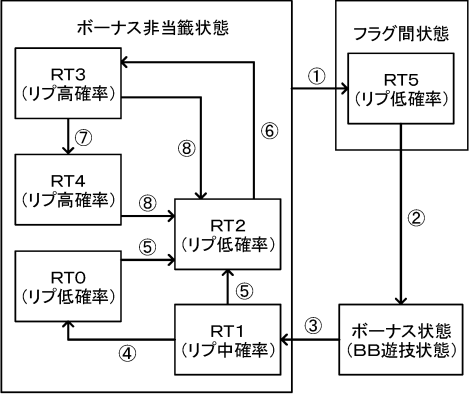 ボーナス非当籤状態
フラグ間状態
RT3
(リプ高確率)
①
RT5
(リプ低確率)
⑥
⑦
⑧
RT4
(リプ高確率)
⑧
②
RT2
(リプ低確率)
⑤
RT0
(リプ低確率)
⑤
RT1
(リプ中確率)
④
③
ボーナス状態
(BB遊技状態)